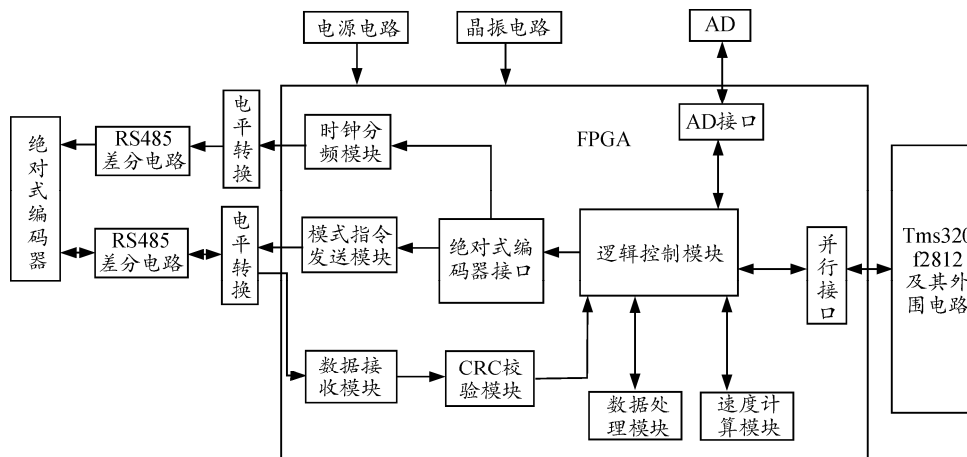 电源电路
晶振电路
AD
电平转换
时钟分
频模块
FPGA
AD接口
绝对式编码器
RS485
差分电路
RS485
差分电路
电平转换
模式指令
发送模块
绝对式编
码器接口
逻辑控制模块
并行接口
Tms320
f2812
及其外
围电路
数据接
收模块
CRC校
验模块
数据处
理模块
速度计
算模块